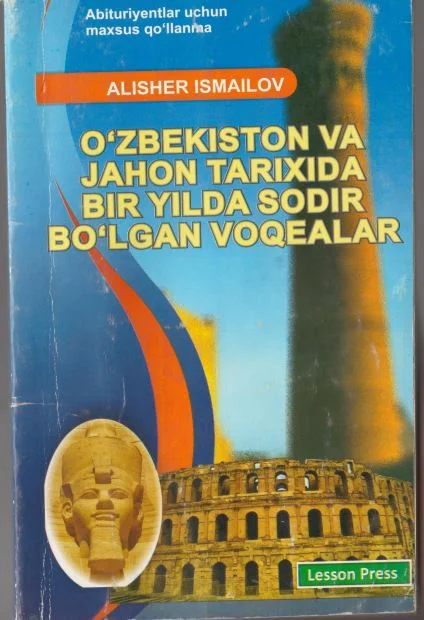 Abituriyentlar uchun
maxsus qo'llanma
ALISHER ISMAILOV
O‘ZBEKISTON VA
JAHON TARIXIDA
BIR YILDA SODIR
BO‘LGAN VOQEALAR
Lesson Press